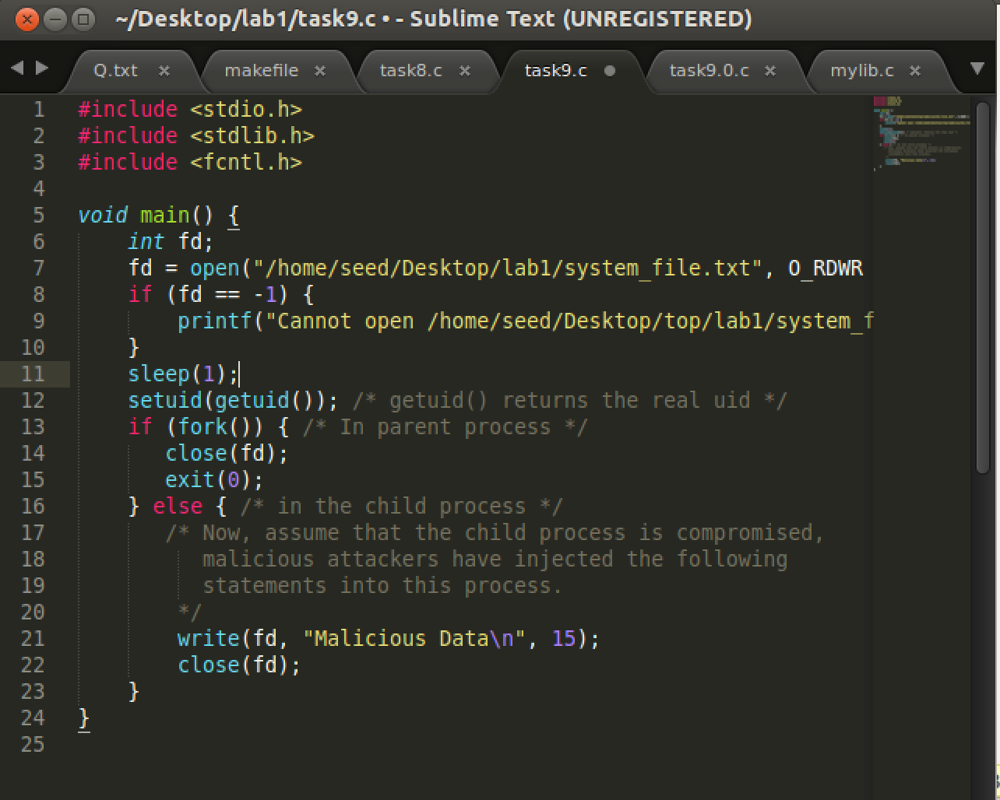 ~/Desktop/lab1/task9.c • - Sublime Text (UNREGISTERED)
Q.txt makefile task8.c task9.c task9.0.c mylib.c
1 #include <stdio.h>
2 #include <stdlib.h>
3 #include <fcntl.h>
4
5 void main() {
6 int fd;
7 fd = open("/home/seed/Desktop/lab1/system_file.txt", O_RDWR
8 if (fd == -1) {
9 printf("Cannot open /home/seed/Desktop/top/lab1/system_f
10 }
11 sleep(1);
12 setuid(getuid()); /* getuid() returns the real uid */
13 if (fork()) { /* In parent process */
14 close(fd);
15 exit(0);
16 } else { /* in the child process */
17 /* Now, assume that the child process is compromised,
18 malicious attackers have injected the following
19 statements into this process.
20 */
21 write(fd, "Malicious Data\n", 15);
22 close(fd);
23 }
24 }
25